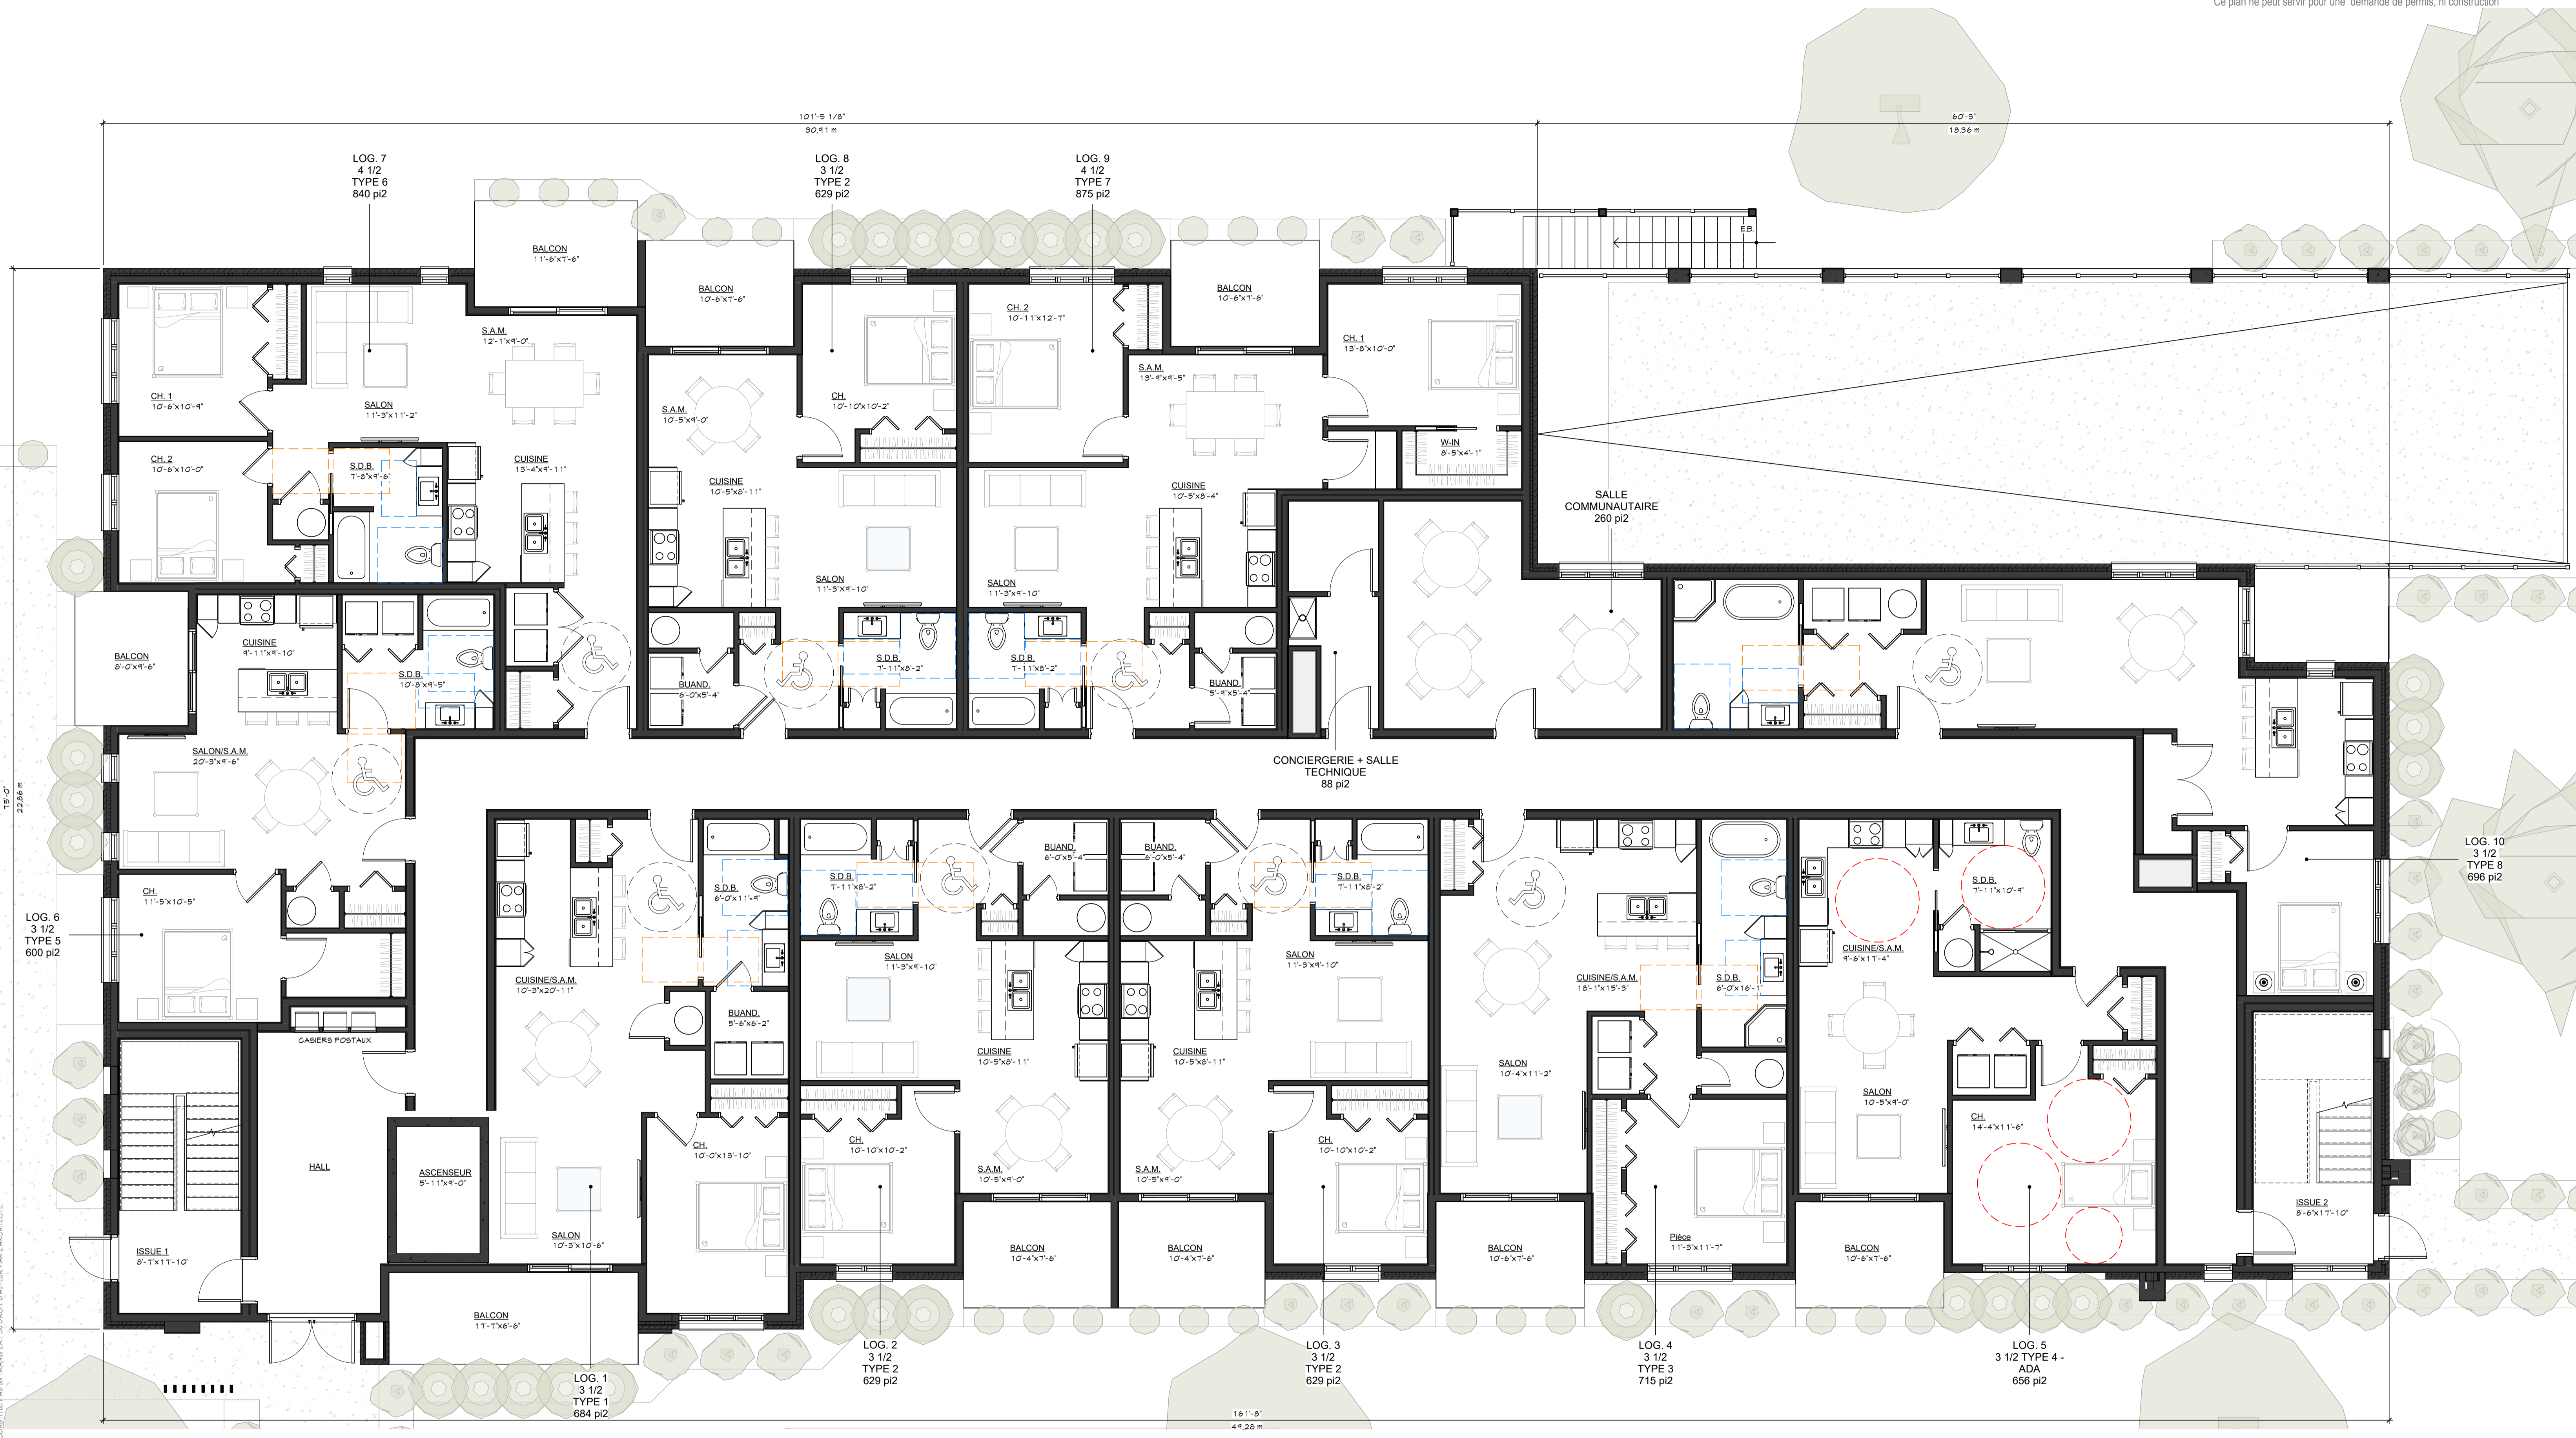 Ce plan ne peut servir pour une demande de permis, ni construction
101'-5 1/8"
30,91 m
60'-3"
18,36 m
LOG. 7
4 1/2
TYPE 6
840 pi2
LOG. 8
3 1/2
TYPE 2
629 pi2
LOG. 9
4 1/2
TYPE 7
875 pi2
BALCON
11'-6"x7'-6"
BALCON
10'-6"x7'-6"
BALCON
10'-6"x7'-6"
E.B.
CH. 1
10'-6"x10'-9"
SALON
11'-3"x11'-2"
S.A.M.
12'-1"x9'-0"
CH. 2
10'-6"x10'-0"
S.D.B.
7'-8"x9'-6"
CUISINE
13'-4"x9'-11"
S.A.M.
10'-5"x9'-0"
CH.
10'-10"x10'-2"
CUISINE
10'-5"x8'-11"
SALON
11'-3"x9'-10"
BUAND.
6'-0"x5'-4"
S.D.B.
7'-11"x8'-2"
CH. 2
10'-11"x12'-7"
S.A.M.
13'-9"x9'-5"
CH. 1
13'-8"x10'-0"
W-IN
8'-5"x4'-1"
CUISINE
10'-5"x8'-4"
SALON
11'-3"x9'-10"
S.D.B.
7'-11"x8'-2"
BUAND.
5'-9"x5'-4"
SALLE
COMMUNAUTAIRE
260 pi2
CONCIERGERIE + SALLE
TECHNIQUE
88 pi2
75'-0"
22,86 m
BALCON
8'-0"x9'-6"
CUISINE
9'-11"x9'-10"
S.D.B.
10'-8"x9'-5"
SALON/S.A.M.
20'-3"x9'-6"
CH.
11'-5"x10'-5"
LOG. 6
3 1/2
TYPE 5
600 pi2
LOG. 10
3 1/2
TYPE 8
696 pi2
CASIERS POSTAUX
HALL
ASCENSEUR
5'-11"x9'-0"
ISSUE 1
8'-7"x17'-10"
S.D.B.
6'-0"x11'-9"
CUISINE/S.A.M.
10'-3"x20'-11"
BUAND.
5'-6"x6'-2"
CH.
10'-0"x13'-10"
SALON
10'-3"x10'-6"
BALCON
17'-7"x6'-6"
S.D.B.
7'-11"x8'-2"
BUAND.
6'-0"x5'-4"
SALON
11'-3"x9'-10"
CUISINE
10'-5"x8'-11"
CH.
10'-10"x10'-2"
S.A.M.
10'-5"x9'-0"
BALCON
10'-4"x7'-6"
BUAND.
6'-0"x5'-4"
S.D.B.
7'-11"x8'-2"
SALON
11'-3"x9'-10"
CUISINE
10'-5"x8'-11"
S.A.M.
10'-5"x9'-0"
CH.
10'-10"x10'-2"
BALCON
10'-4"x7'-6"
CUISINE/S.A.M.
18'-1"x15'-3"
S.D.B.
6'-0"x16'-1"
SALON
10'-4"x11'-2"
Pièce
11'-3"x11'-7"
BALCON
10'-6"x7'-6"
S.D.B.
7'-11"x10'-9"
CUISINE/S.A.M.
9'-6"x17'-4"
SALON
10'-5"x9'-0"
CH.
14'-4"x11'-6"
BALCON
10'-6"x7'-6"
ISSUE 2
8'-6"x17'-10"
LOG. 1
3 1/2
TYPE 1
684 pi2
LOG. 2
3 1/2
TYPE 2
629 pi2
LOG. 3
3 1/2
TYPE 2
629 pi2
LOG. 4
3 1/2
TYPE 3
715 pi2
LOG. 5
3 1/2 TYPE 4 -
ADA
656 pi2
161'-8"
49,28 m